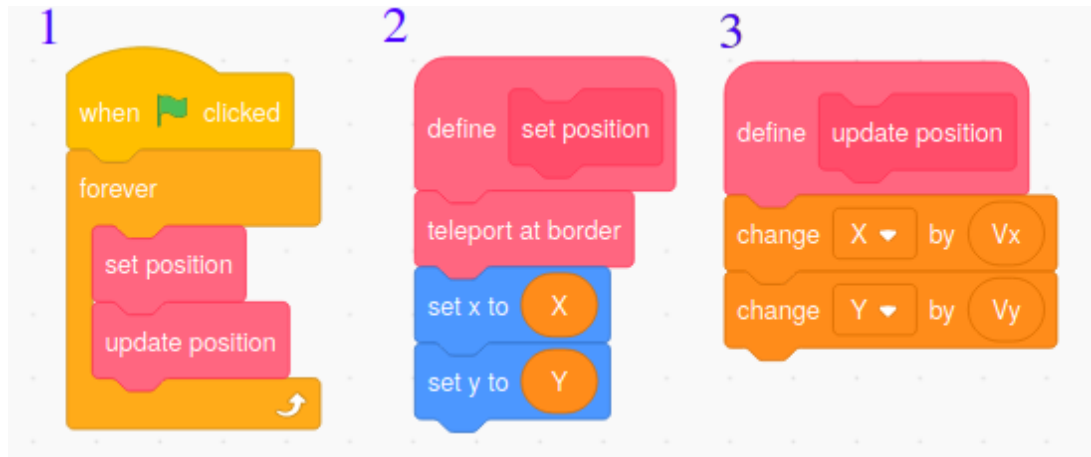 1
when clicked
forever
set position
update position
2
define set position
teleport at border
set x to X
set y to Y
3
define update position
change X by Vx
change Y by Vy